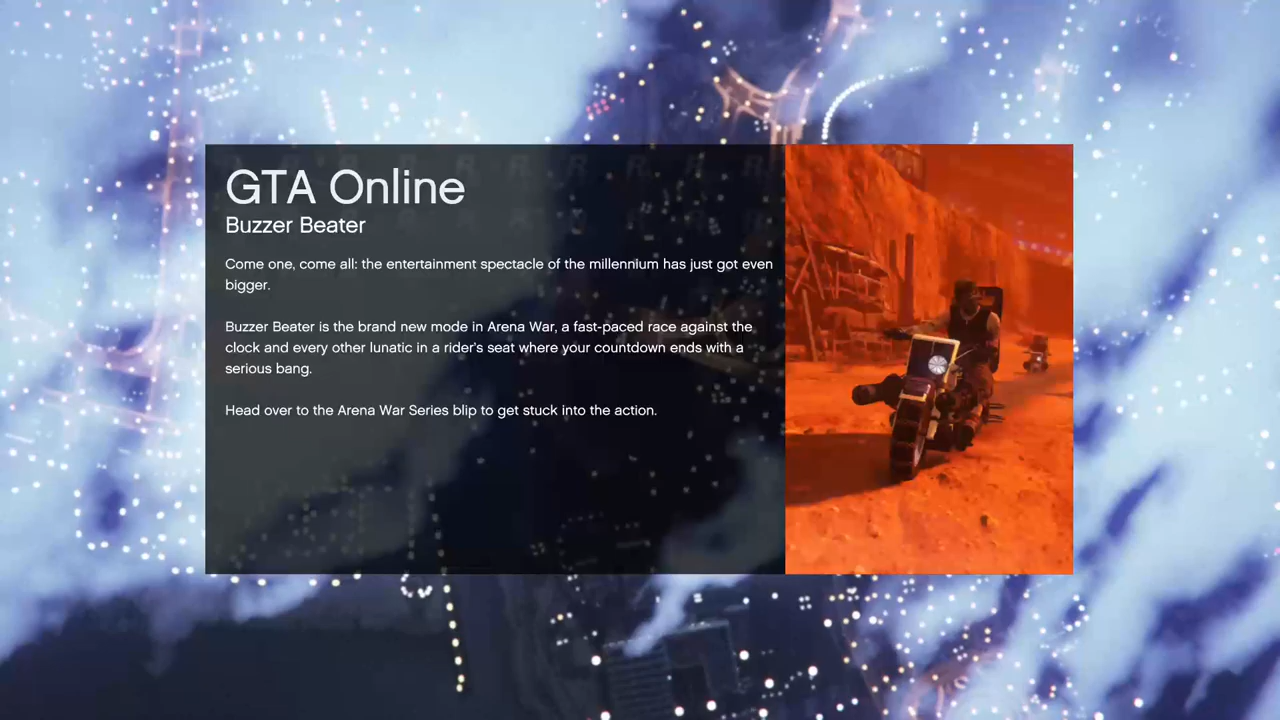 GTA Online
Buzzer Beater
Come one, come all: the entertainment spectacle of the millennium has just got even
bigger.
Buzzer Beater is the brand new mode in Arena War, a fast-paced race against the
clock and every other lunatic in a rider's seat where your countdown ends with a
serious bang.
Head over to the Arena War Series blip to get stuck into the action.